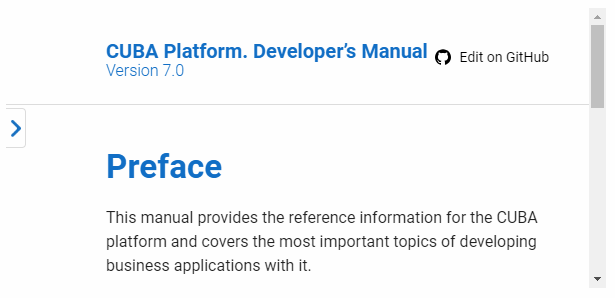 CUBA Platform. Developer’s Manual
Version 7.0
Edit on GitHub
Preface
This manual provides the reference information for the CUBA
platform and covers the most important topics of developing
business applications with it.